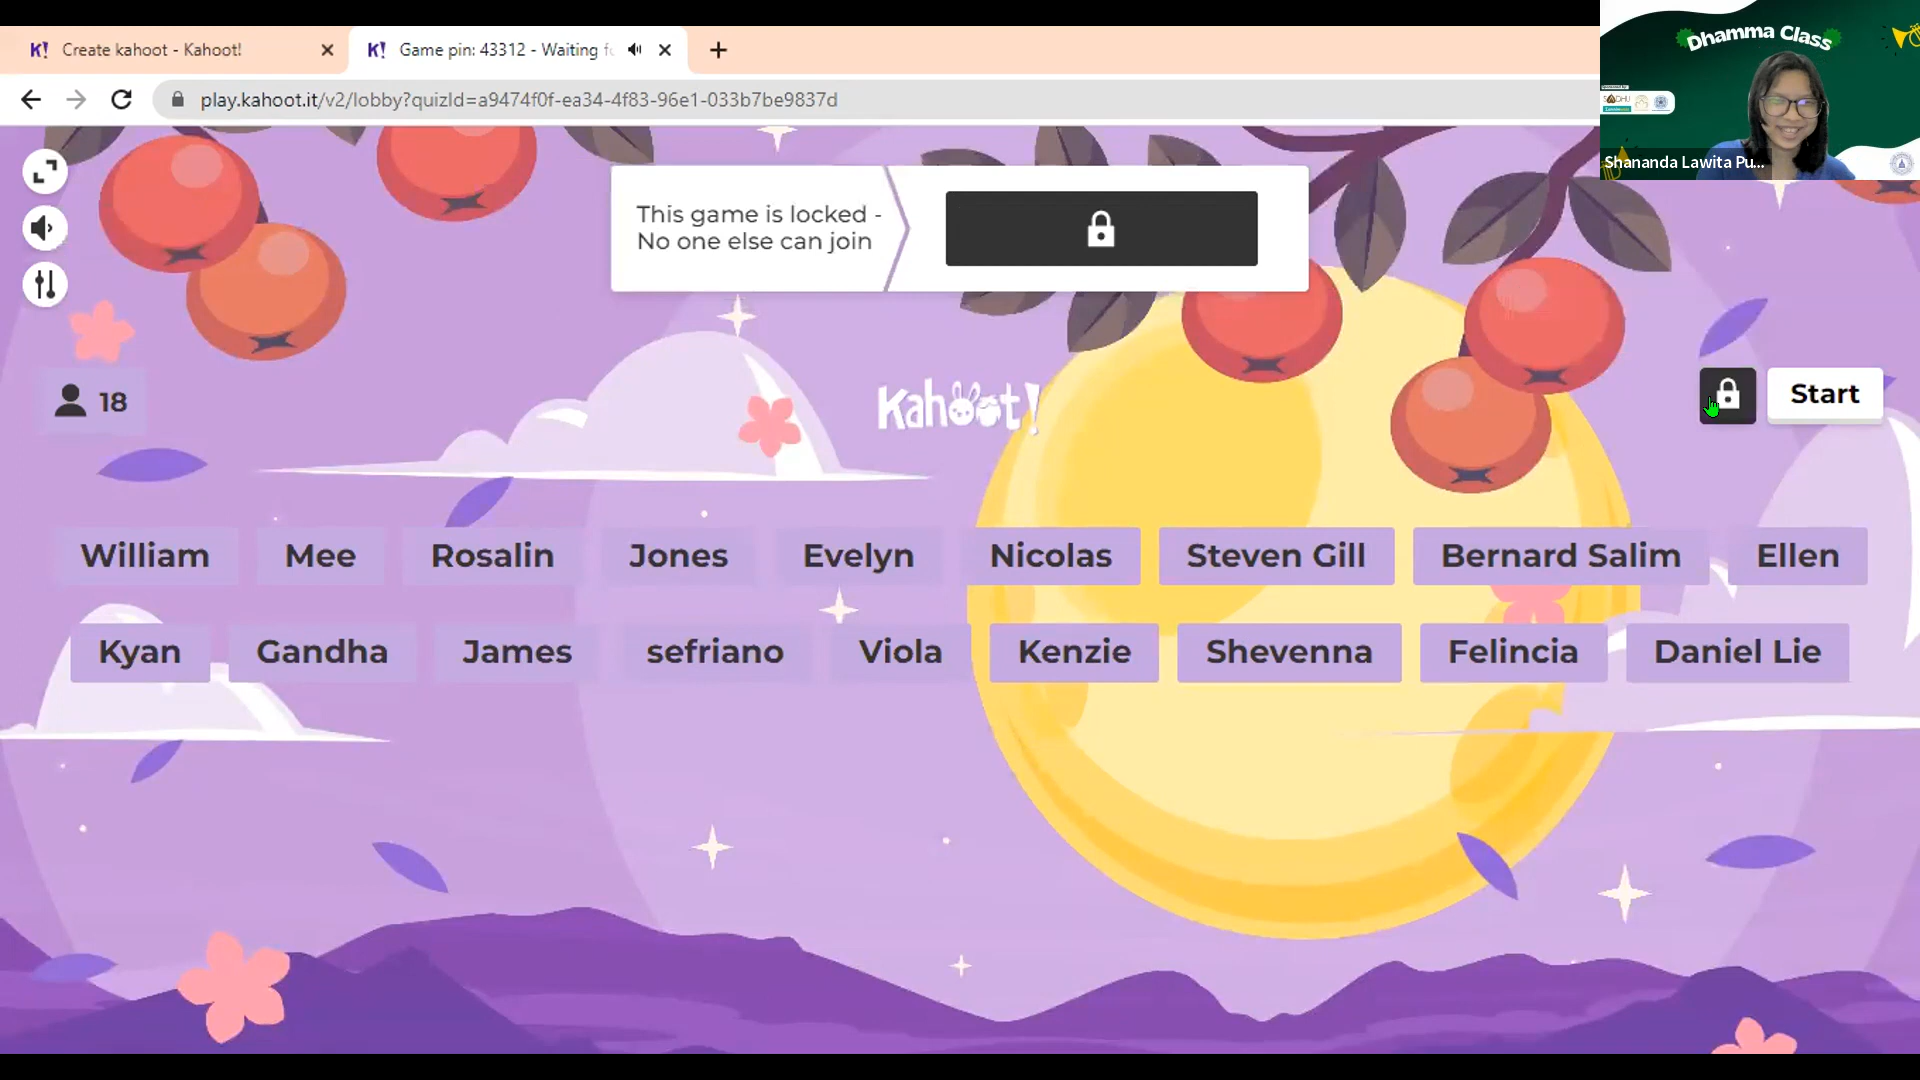 Create kahoot - Kahoot!
Game pin: 43312 - Waiting f
play.kahoot.it/v2/lobby?quizId=a9474f0f-ea34-4f83-96e1-033b7be9837d
Dhamma Class
Shananda Lawita Pu...
This game is locked -
No one else can join
18
Kahoot!
Start
William Mee Rosalin Jones Evelyn Nicolas Steven Gill Bernard Salim Ellen
Kyan Gandha James sefriano Viola Kenzie Shevenna Felincia Daniel Lie